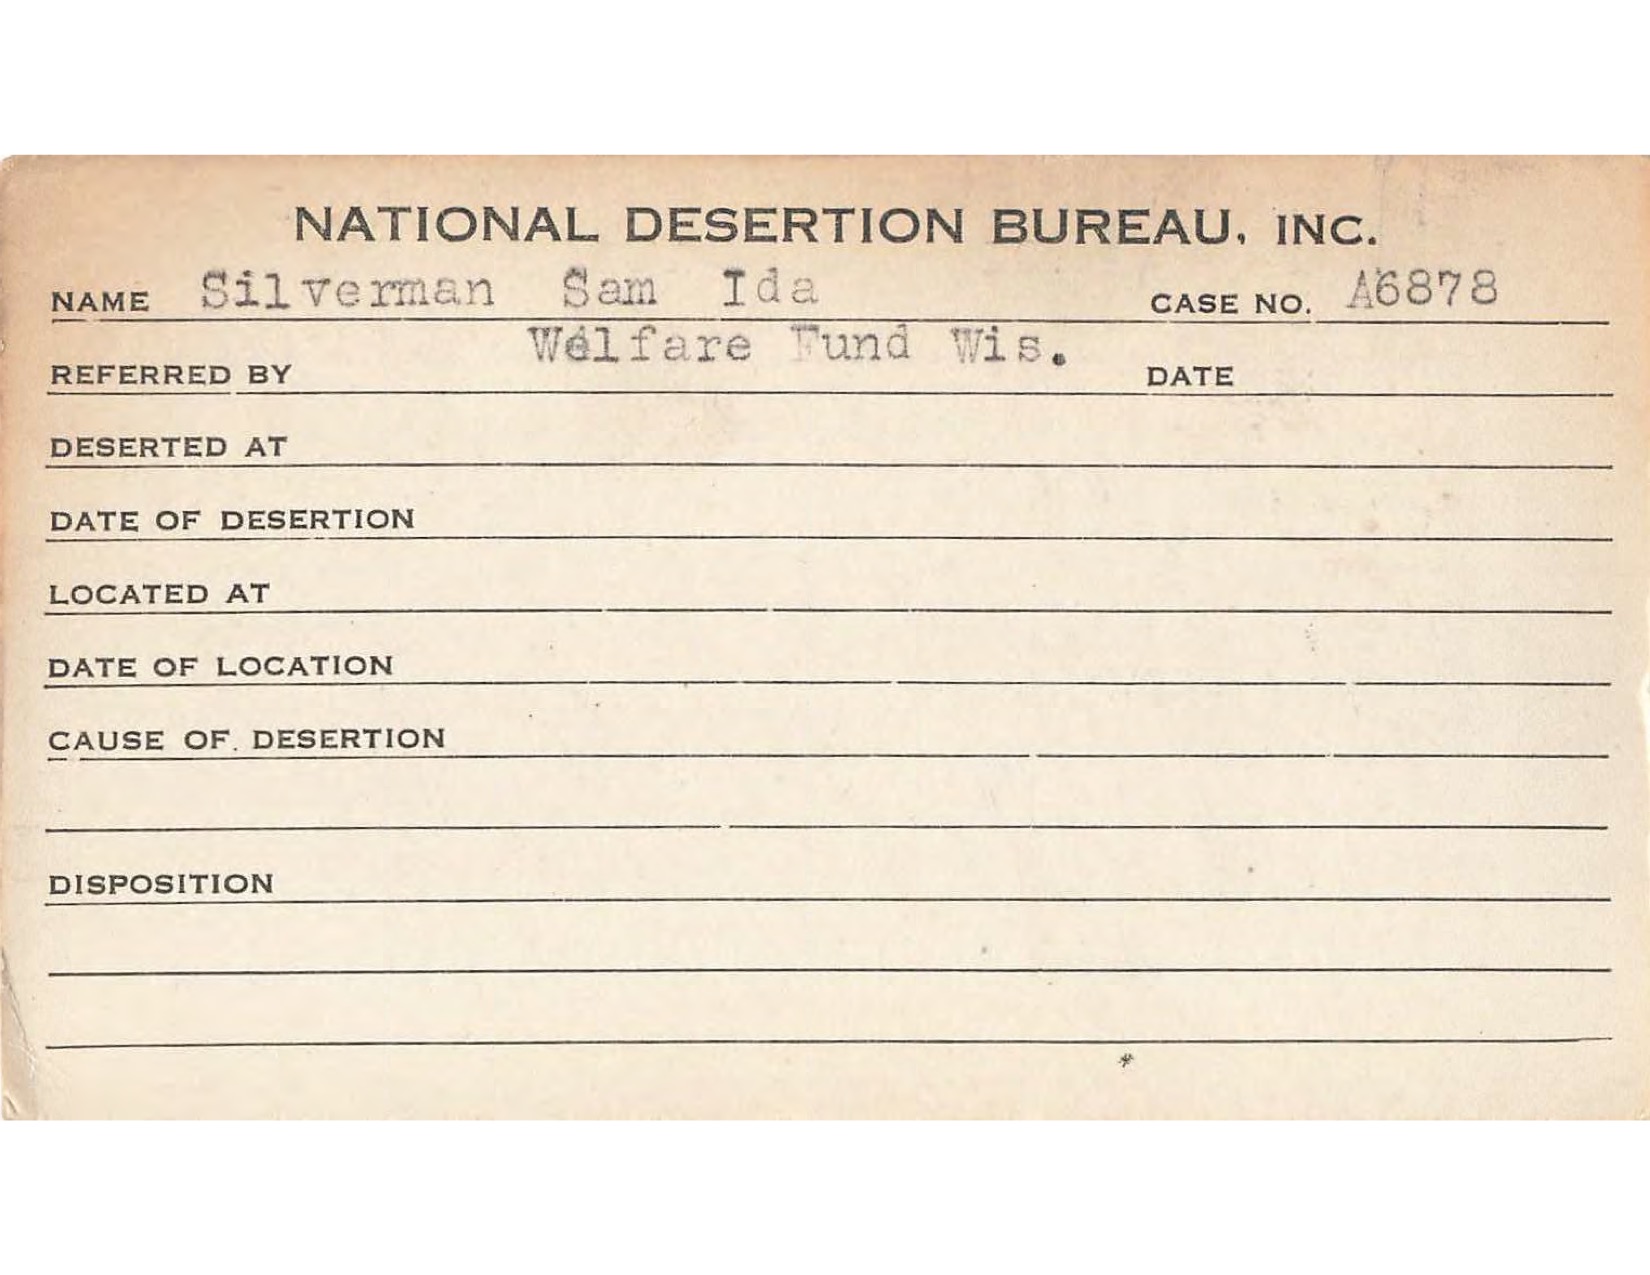 NATIONAL DESERTION BUREAU, INC.
NAME Silverman Sam Ida CASE NO. A6878
REFERRED BY Welfare Fund Wis. DATE
DESERTED AT
DATE OF DESERTION
LOCATED AT
DATE OF LOCATION
CAUSE OF DESERTION
DISPOSITION